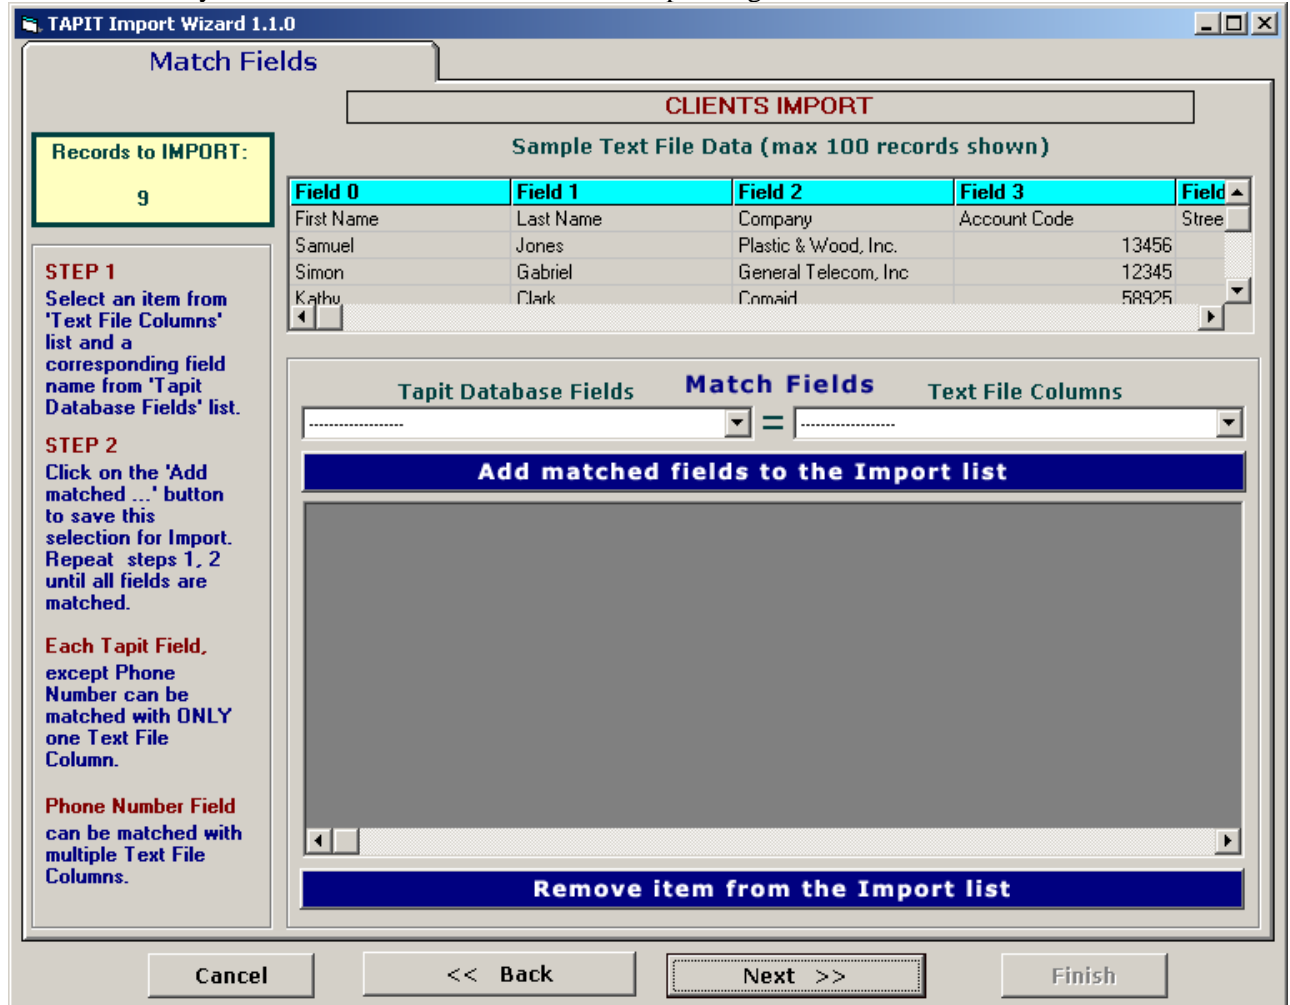 TAPIT Import Wizard 1.1.0
Match Fields
CLIENTS IMPORT
Records to IMPORT:
9
Sample Text File Data (max 100 records shown)
Field 0 Field 1 Field 2 Field 3 Field
First Name Last Name Company Account Code Stree
Samuel Jones Plastic & Wood, Inc. 13456
Simon Gabriel General Telecom, Inc 12345
Kathy Clark Comaid 58925
STEP 1
Select an item from
'Text File Columns'
list and a
corresponding field
name from 'Tapit
Database Fields' list.
STEP 2
Click on the 'Add
matched ...' button
to save this
selection for Import.
Repeat steps 1, 2
until all fields are
matched.
Each Tapit Field,
except Phone
Number can be
matched with ONLY
one Text File
Column.
Phone Number Field
can be matched with
multiple Text File
Columns.
Match Fields
Tapit Database Fields Text File Columns
------------------- = -------------------
Add matched fields to the Import list
Remove item from the Import list
Cancel << Back Next >> Finish